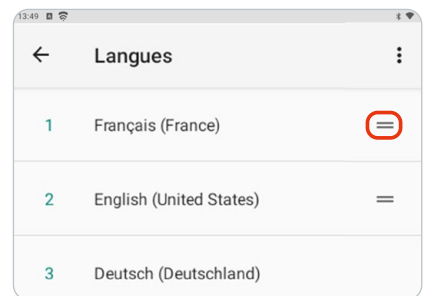 13:49
Langues
1 Français (France)
2 English (United States)
3 Deutsch (Deutschland)